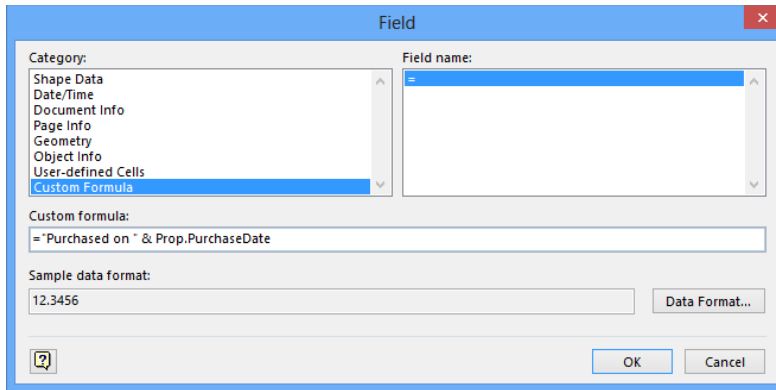 Field
Category:
Field name:
Shape Data
Date/Time
Document Info
Page Info
Geometry
Object Info
User-defined Cells
Custom Formula
=
Custom formula:
="Purchased on " & Prop.PurchaseDate
Sample data format:
12.3456
Data Format...
OK
Cancel